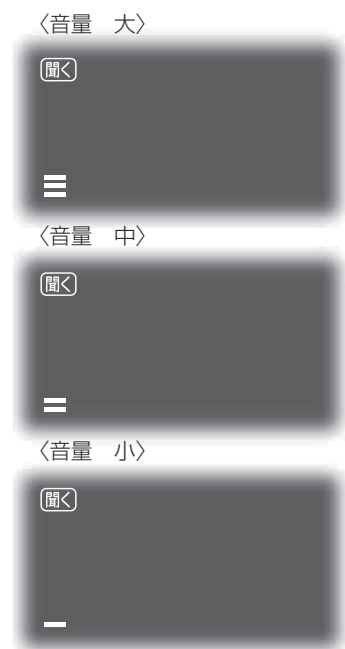 〈音量　大〉
聞く
〈音量　中〉
聞く
〈音量　小〉
聞く